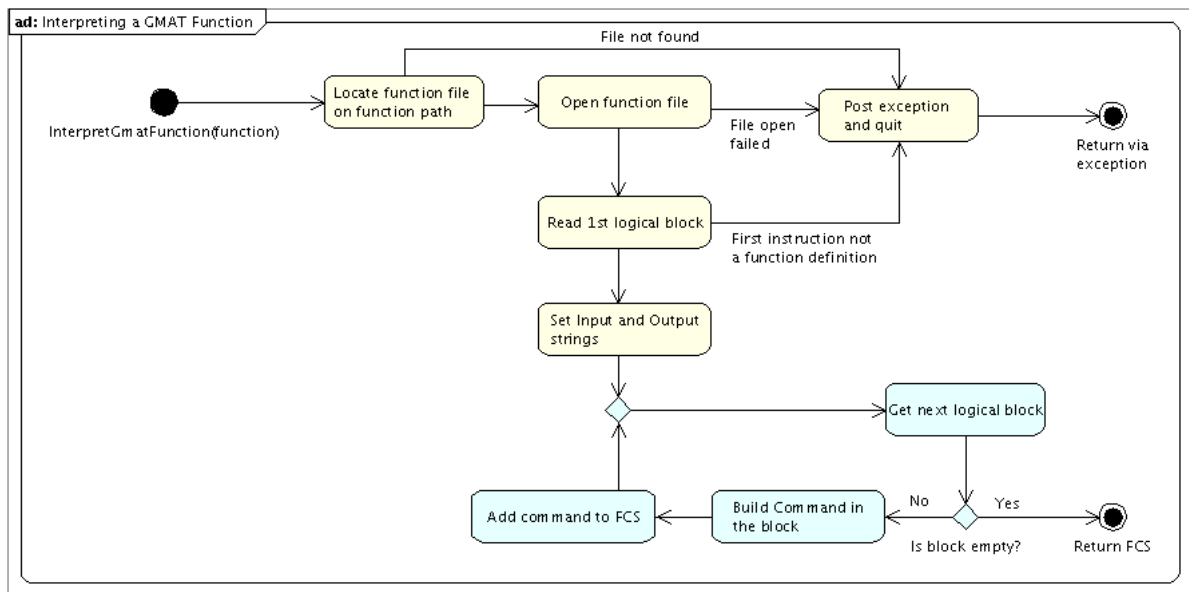 ad: Interpreting a GMAT Function
File not found
Locate function file
on function path
Open function file
Post exception
and quit
InterpretGmatFunction(function)
File open
failed
Return via
exception
Read 1st logical block
First instruction not
a function definition
Set Input and Output
strings
Get next logical block
Add command to FCS
Build Command in
the block
No
Yes
Is block empty?
Return FCS